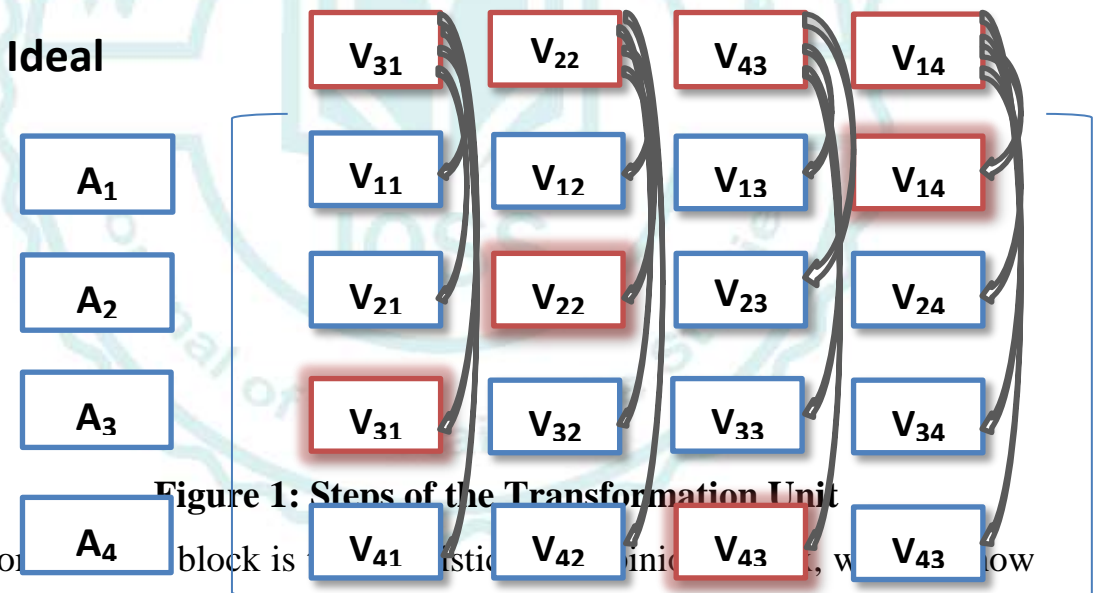 Ideal V₃₁ V₂₂ V₄₃ V₁₄
A₁ V₁₁ V₁₂ V₁₃ V₁₄
A₂ V₂₁ V₂₂ V₂₃ V₂₄
A₃ V₃₁ V₃₂ V₃₃ V₃₄
Figure 1: Steps of the Transformation Unit
A₄ V₄₁ V₄₂ V₄₃ V₄₃
block is